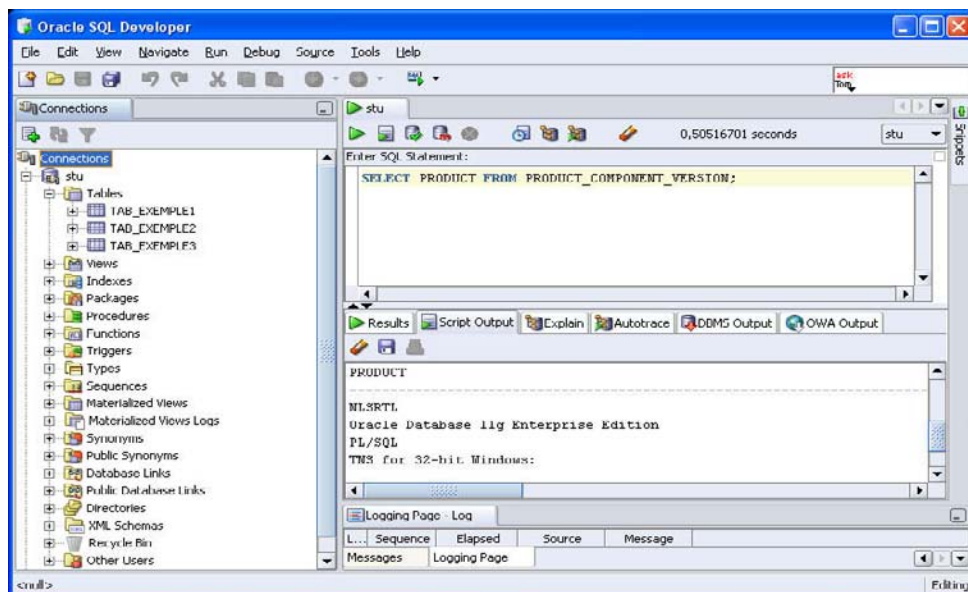 Oracle SQL Developer
File Edit View Navigate Run Debug Source Tools Help
ask Tom
Connections
Connections
stu
Tables
TAB_EXEMPLE1
TAB_EXEMPLE2
TAB_EXEMPLE3
Views
Indexes
Packages
Procedures
Functions
Triggers
Types
Sequences
Materialized Views
Materialized Views Logs
Synonyms
Public Synonyms
Database Links
Public Database Links
Directories
XML Schemas
Recycle Bin
Other Users
stu
0,50516701 seconds
stu
Enter SQL Statement:
SELECT PRODUCT FROM PRODUCT_COMPONENT_VERSION;
Results Script Output Explain Autotrace DBMS Output OWA Output
PRODUCT
NLSRTL
Oracle Database 11g Enterprise Edition
PL/SQL
TNS for 32-bit Windows:
Logging Page - Log
L... Sequence Elapsed Source Message
Messages Logging Page
Snippets
<null>
Editing